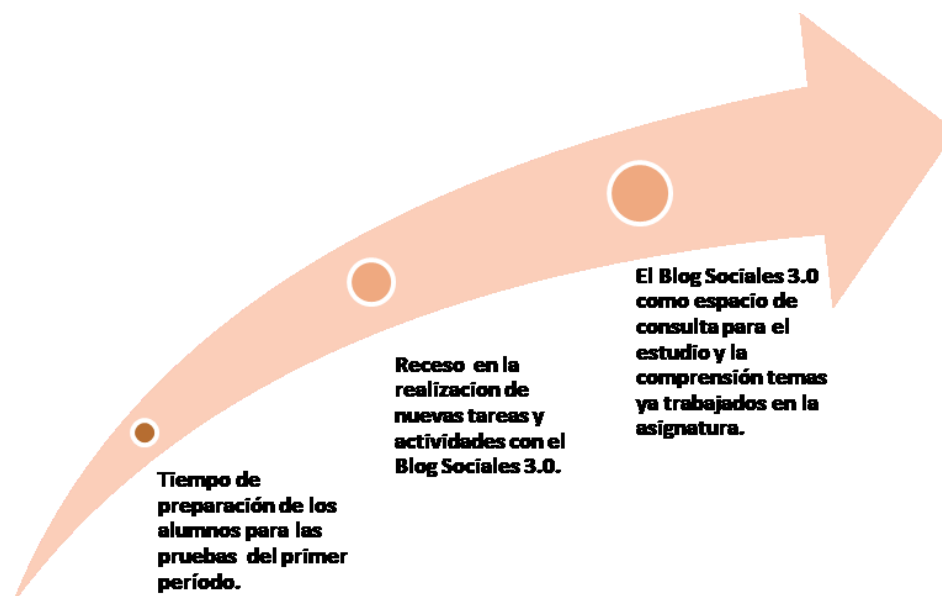 Tiempo de
preparación de los
alumnos para las
pruebas del primer
período.
Receso en la
realizacion de
nuevas tareas y
actividades con el
Blog Sociales 3.0.
El Blog Sociales 3.0
como espacio de
consulta para el
estudio y la
comprensión temas
ya trabajados en la
asignatura.